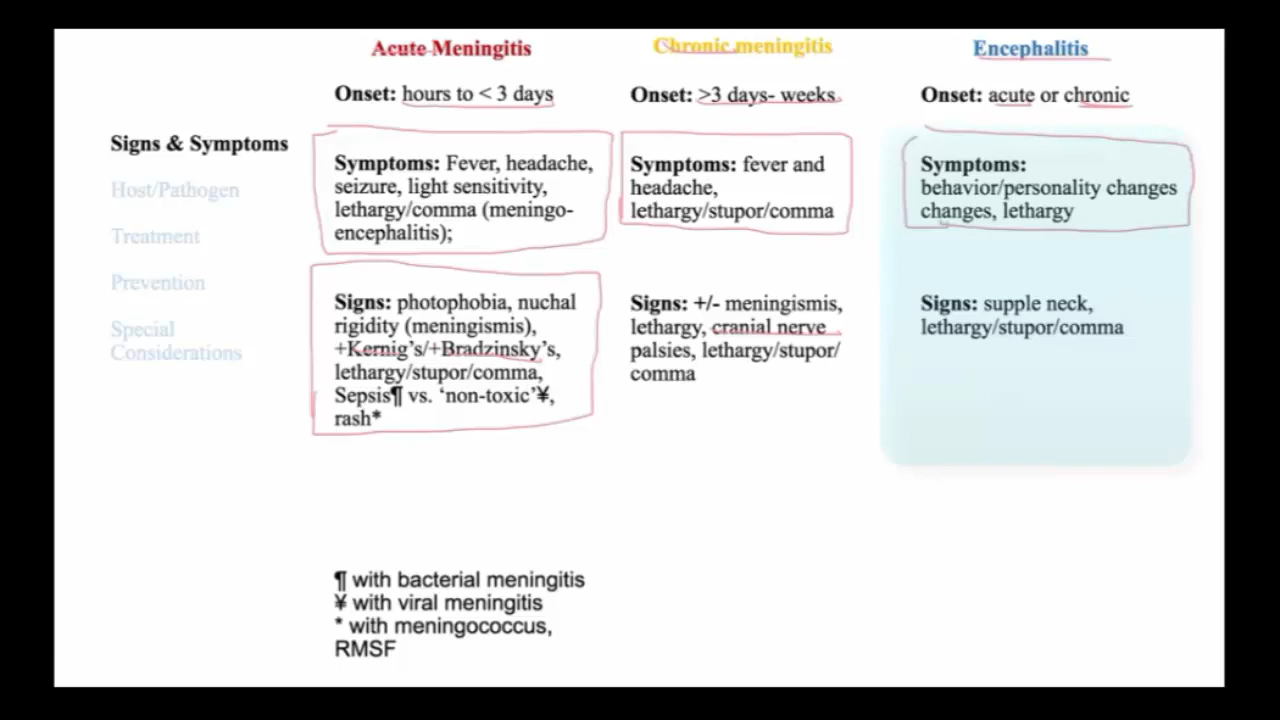 Acute Meningitis
Chronic meningitis
Encephalitis
Onset: hours to < 3 days
Onset: >3 days- weeks
Onset: acute or chronic
Signs & Symptoms
Host/Pathogen
Treatment
Prevention
Special
Considerations
Symptoms: Fever, headache,
seizure, light sensitivity,
lethargy/comma (meningo-
encephalitis);
Signs: photophobia, nuchal
rigidity (meningismis),
+Kernig’s/+Bradzinsky’s,
lethargy/stupor/comma,
Sepsis¶ vs. ‘non-toxic’¥,
rash*
Symptoms: fever and
headache,
lethargy/stupor/comma
Signs: +/- meningismis,
lethargy, cranial nerve
palsies, lethargy/stupor/
comma
Symptoms:
behavior/personality changes
changes, lethargy
Signs: supple neck,
lethargy/stupor/comma
¶ with bacterial meningitis
¥ with viral meningitis
* with meningococcus,
RMSF